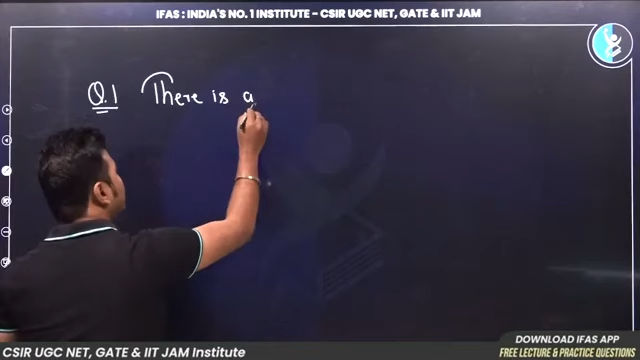 IFAS : INDIA'S NO. 1 INSTITUTE - CSIR UGC NET, GATE & IIT JAM
Q.1 There is a
DOWNLOAD IFAS APP
CSIR UGC NET, GATE & IIT JAM Institute
FREE LECTURE & PRACTICE QUESTIONS